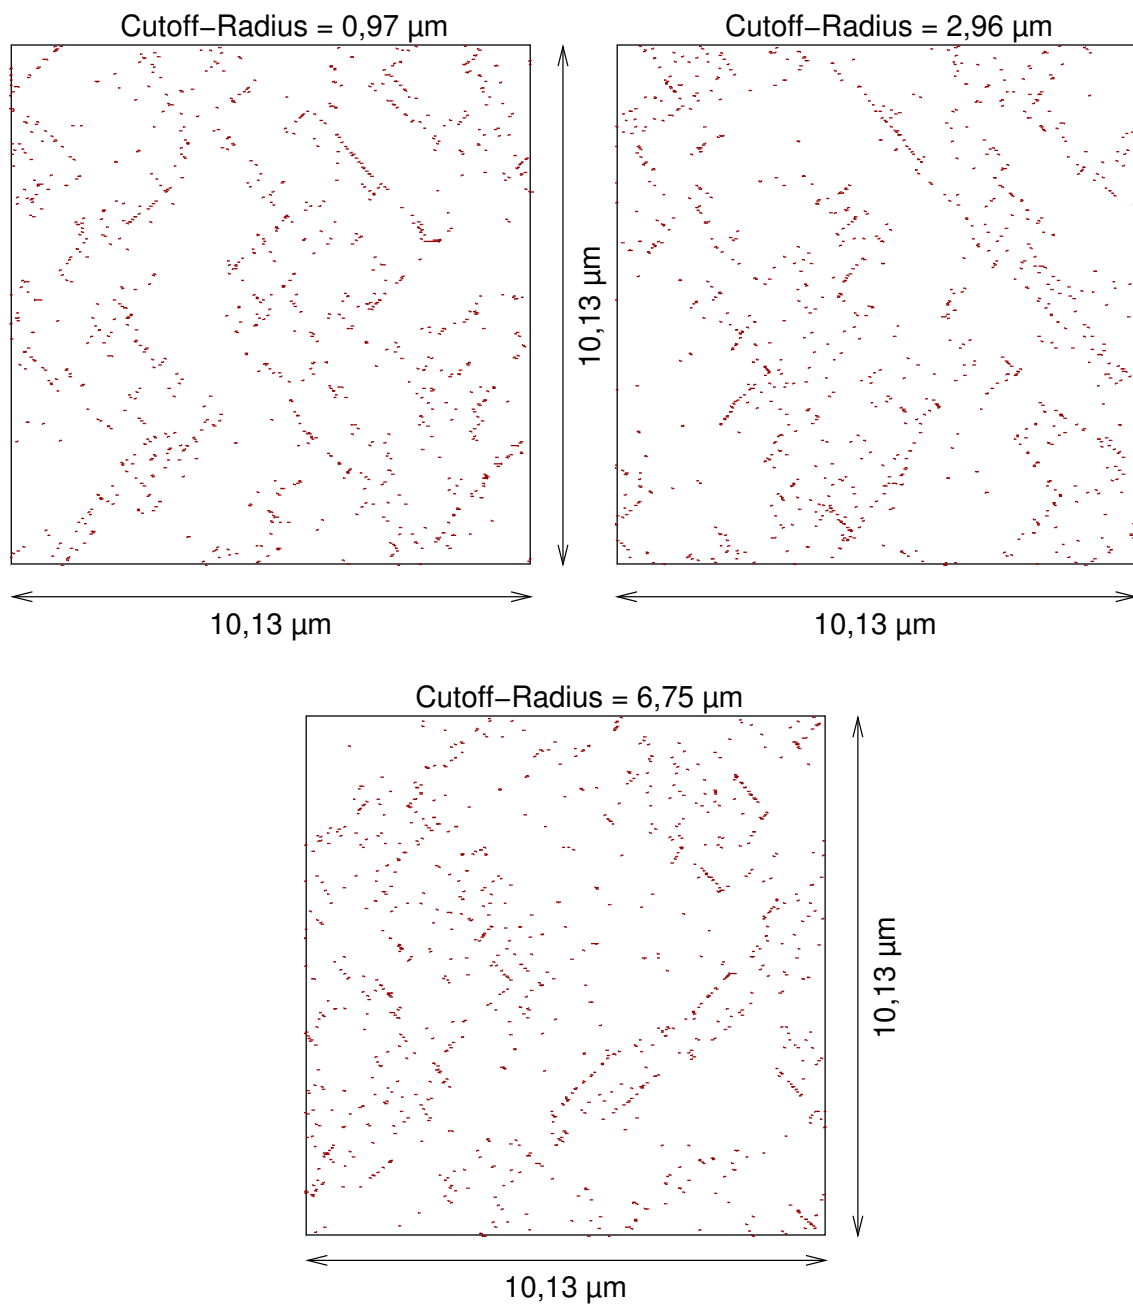 Cutoff−Radius = 0,97 µm
Cutoff−Radius = 2,96 µm
10,13 µm
10,13 µm
10,13 µm
Cutoff−Radius = 6,75 µm
10,13 µm
10,13 µm